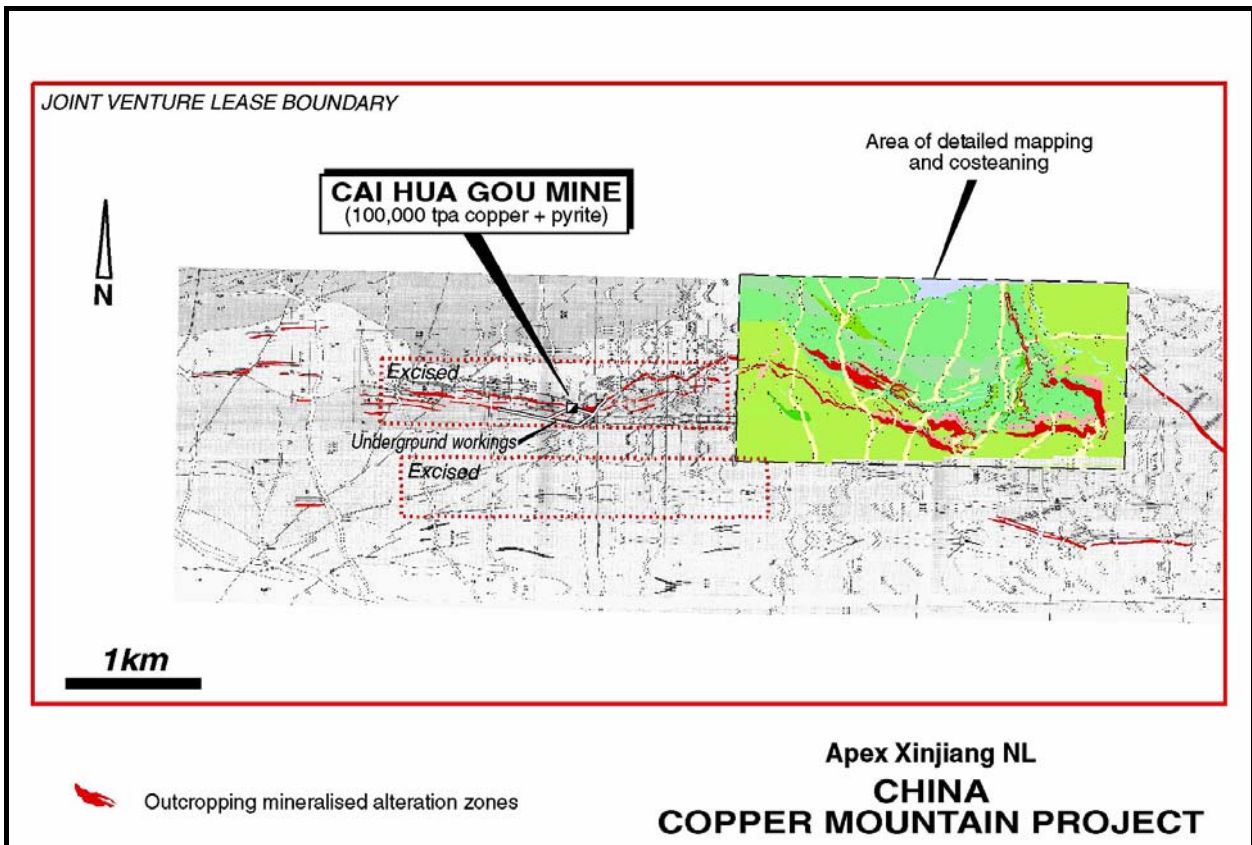 JOINT VENTURE LEASE BOUNDARY
Area of detailed mapping
and costeaning
CAI HUA GOU MINE
(100,000 tpa copper + pyrite)
N
Excised
Underground workings
Excised
1km
Apex Xinjiang NL
CHINA
COPPER MOUNTAIN PROJECT
Outcropping mineralised alteration zones